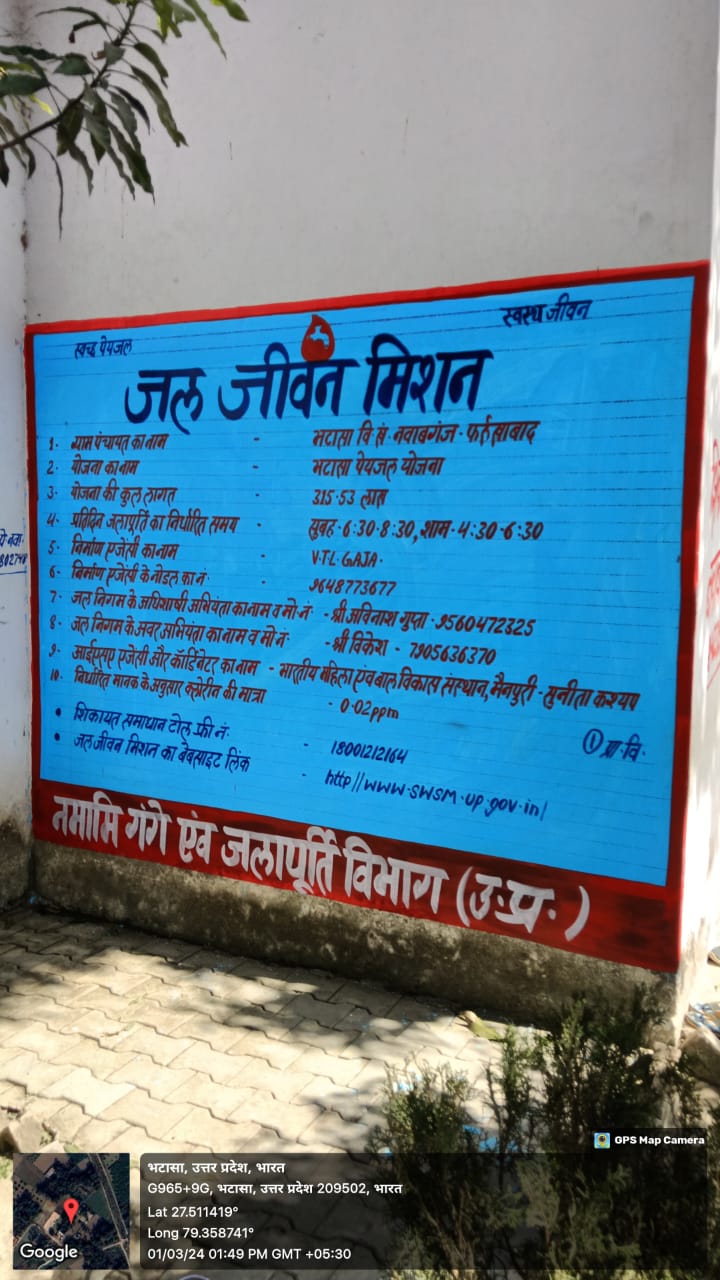 स्वच्छ पेयजल
स्वस्थ जीवन
जल जीवन मिशन
1· ग्राम पंचायत का नाम - भटासा वि·खं· नवाबगंज - फर्रुखाबाद
2· योजना का नाम - भटासा पेयजल योजना
3· योजना की कुल लागत - 315·53 लाख
4· प्रतिदिन जलापूर्ति का निर्धारित समय - सुबह - 6:30-8:30, शाम - 4:30-6:30
5· निर्माण एजेंसी का नाम - V.T.L. GAJA.
6· निर्माण एजेंसी के नोडल का नं· - 9648773677
7· जल निगम के अधिशाषी अभियंता का नाम व मो·नं· - श्री अविनाश गुप्ता - 9560472325
8· जल निगम के अवर अभियंता का नाम व मो·नं· - श्री विकेश - 7905636370
9· आईएसए एजेंसी और कॉर्डिनेटर का नाम - भारतीय महिला एंव बाल विकास संस्थान, मैनपुरी - सुनीता कश्यप
10· निर्धारित मानक के अनुसार क्लोरीन की मात्रा - 0·02 ppm
① प्रा·वि·
• शिकायत समाधान टोल फ्री नं· - 18001212164
• जल जीवन मिशन का बेबसाइट लिंक - http//www·swsm·up·gov·in/
नमामि गंगे एंव जलापूर्ति विभाग (उ·प्र·)
GPS Map Camera
भटासा, उत्तर प्रदेश, भारत
G965+9G, भटासा, उत्तर प्रदेश 209502, भारत
Lat 27.511419°
Long 79.358741°
01/03/24 01:49 PM GMT +05:30
Google